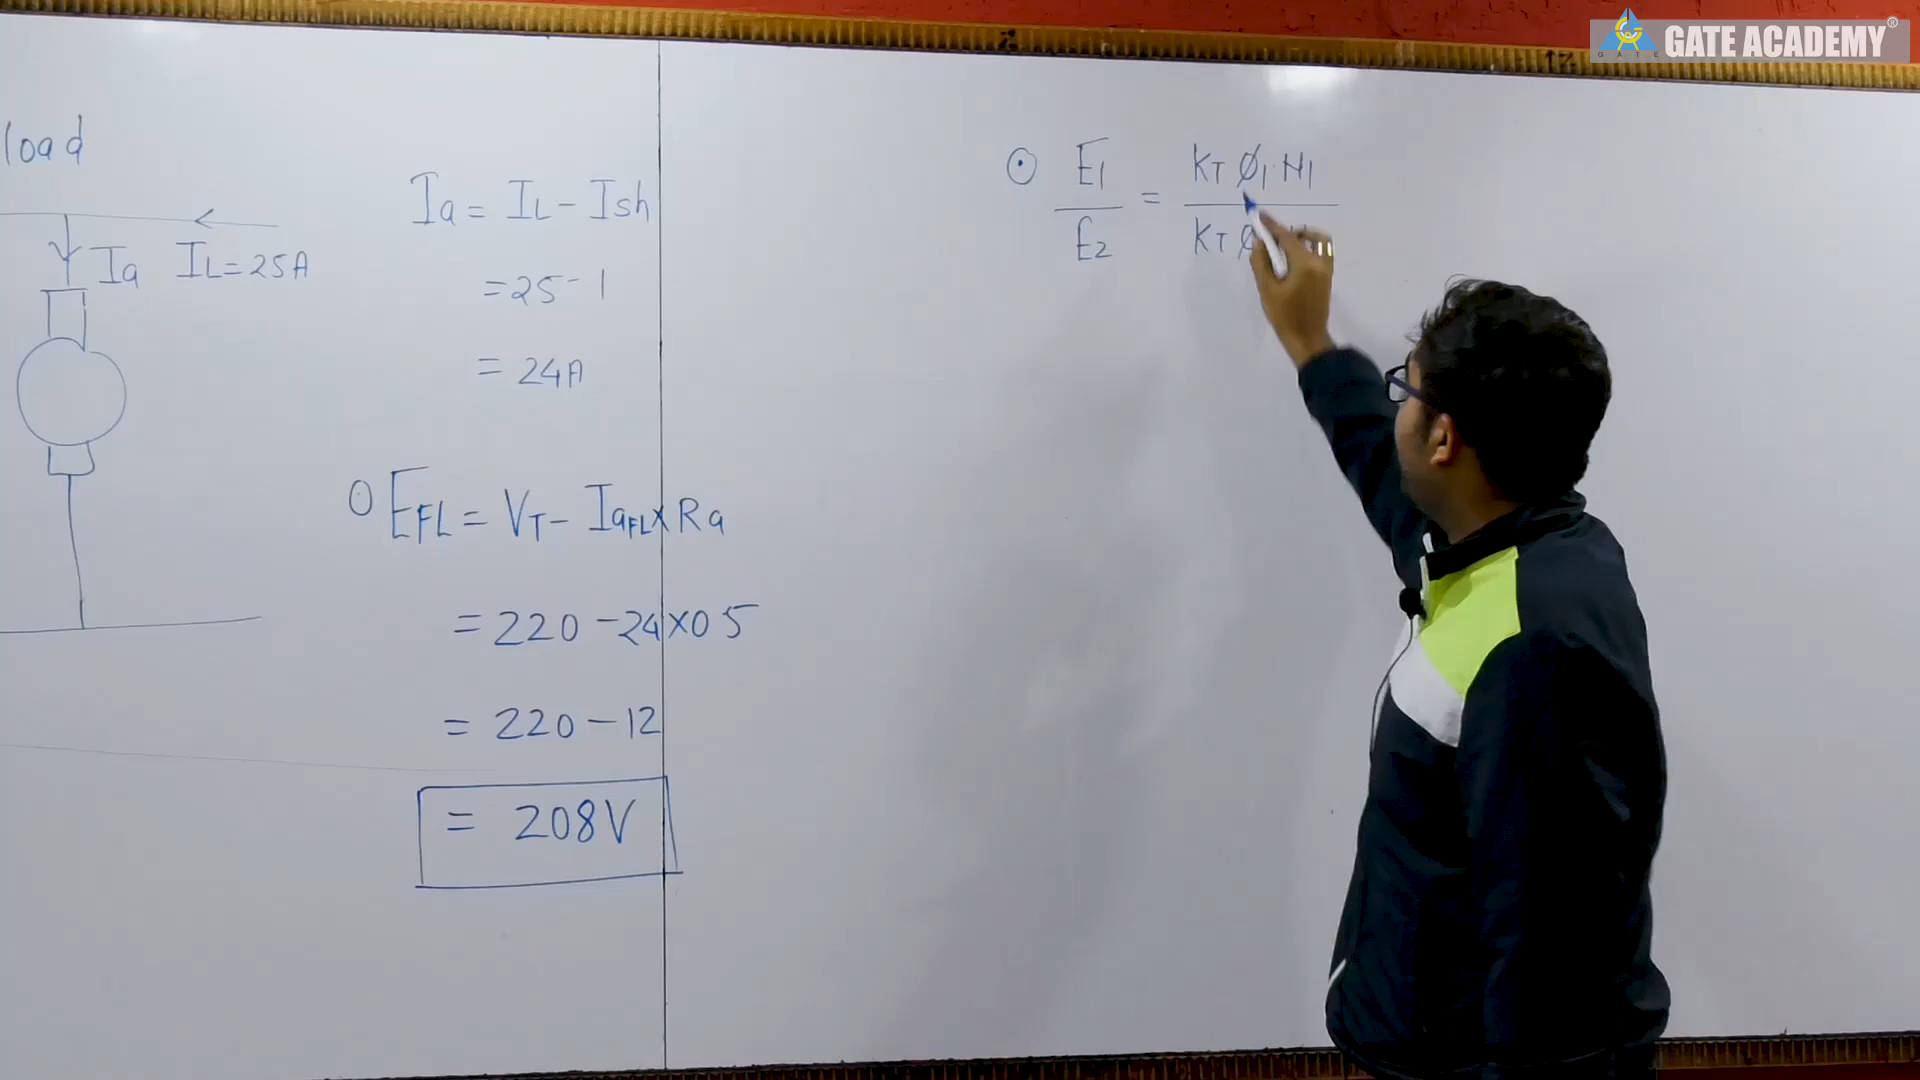 GATE ACADEMY®
GATE
load
Ia IL=25A
Ia = IL - Ish
= 25 - 1
= 24A
EFL = VT - IaFL × Ra
= 220 - 24 × 0 5
= 220 - 12
= 208V
E1 / E2 = KT Ø1 N1 / KT Ø